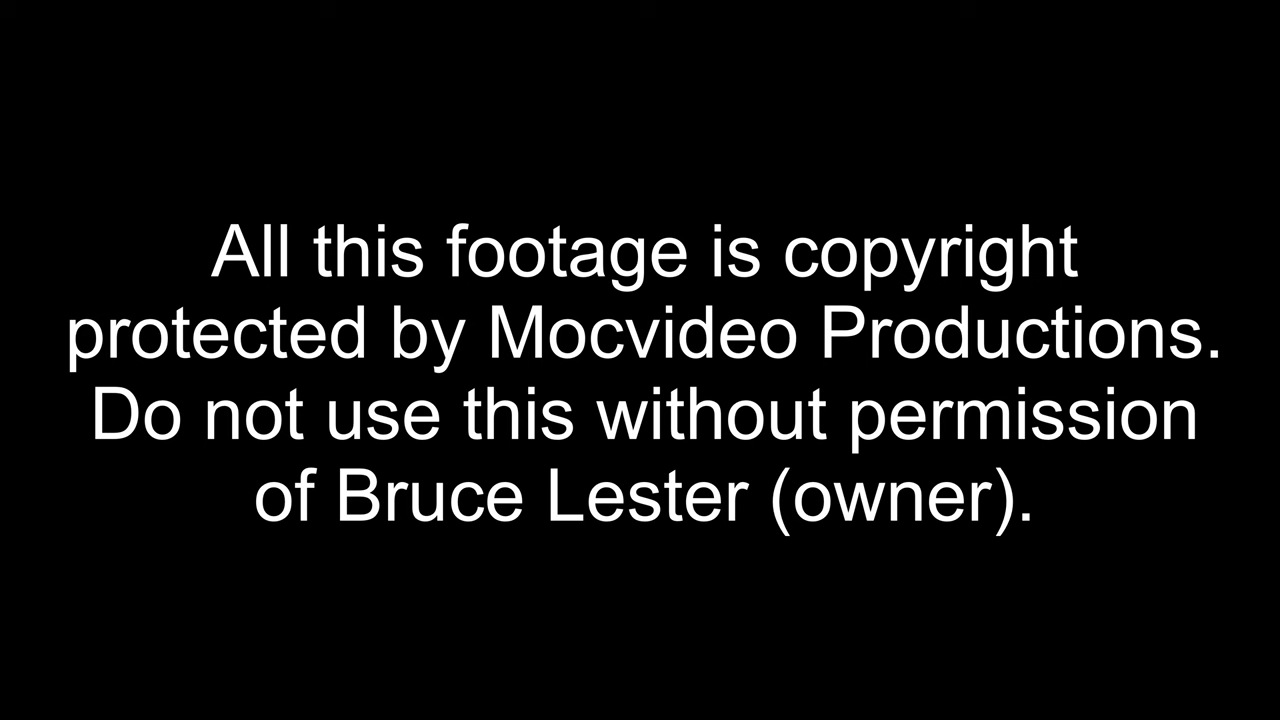 All this footage is copyright
protected by Mocvideo Productions.
Do not use this without permission
of Bruce Lester (owner).